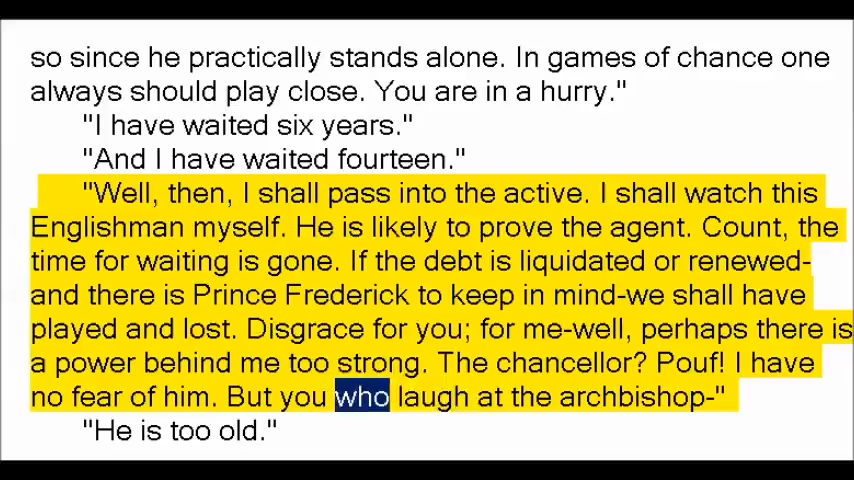 so since he practically stands alone. In games of chance one
always should play close. You are in a hurry."
"I have waited six years."
"And I have waited fourteen."
"Well, then, I shall pass into the active. I shall watch this
Englishman myself. He is likely to prove the agent. Count, the
time for waiting is gone. If the debt is liquidated or renewed-
and there is Prince Frederick to keep in mind-we shall have
played and lost. Disgrace for you; for me-well, perhaps there is
a power behind me too strong. The chancellor? Pouf! I have
no fear of him. But you who laugh at the archbishop-"
"He is too old."